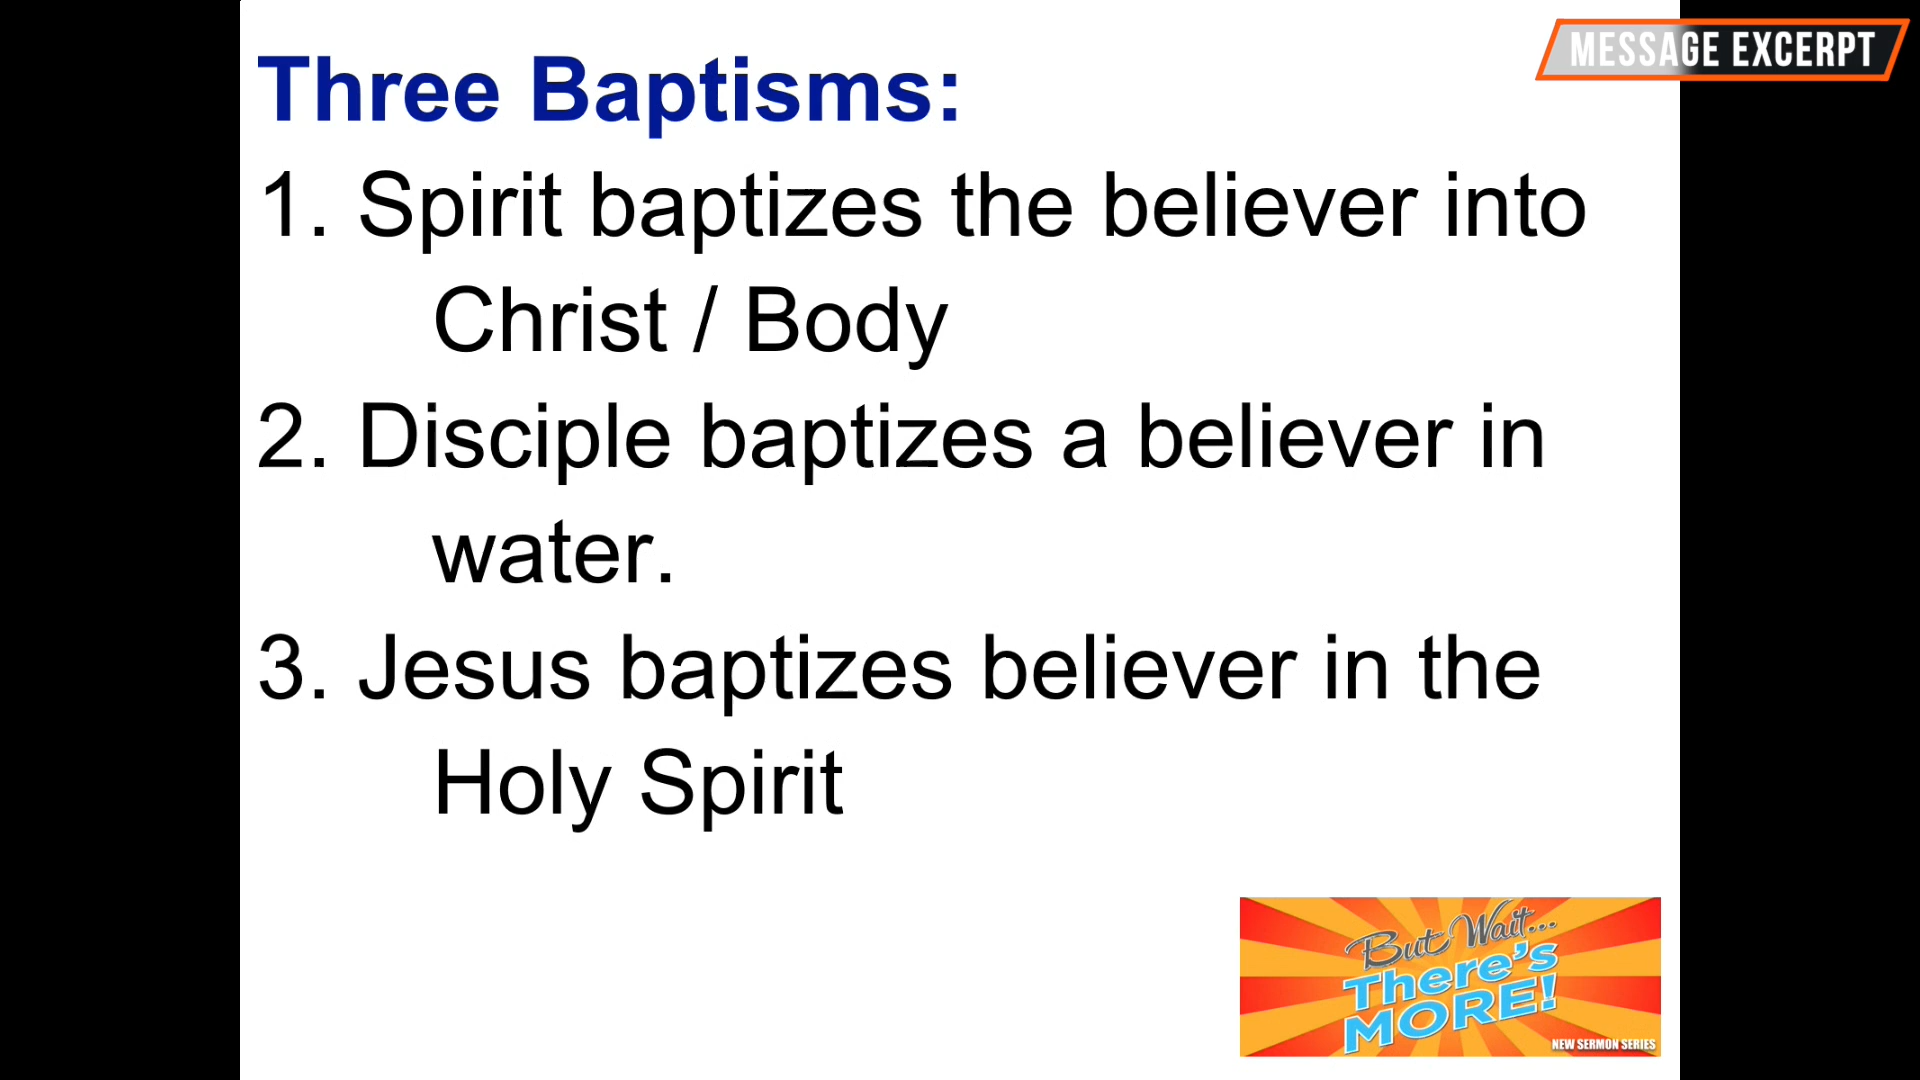 MESSAGE EXCERPT
Three Baptisms:
1. Spirit baptizes the believer into
Christ / Body
2. Disciple baptizes a believer in
water.
3. Jesus baptizes believer in the
Holy Spirit
But Wait...
There's
MORE!
NEW SERMON SERIES